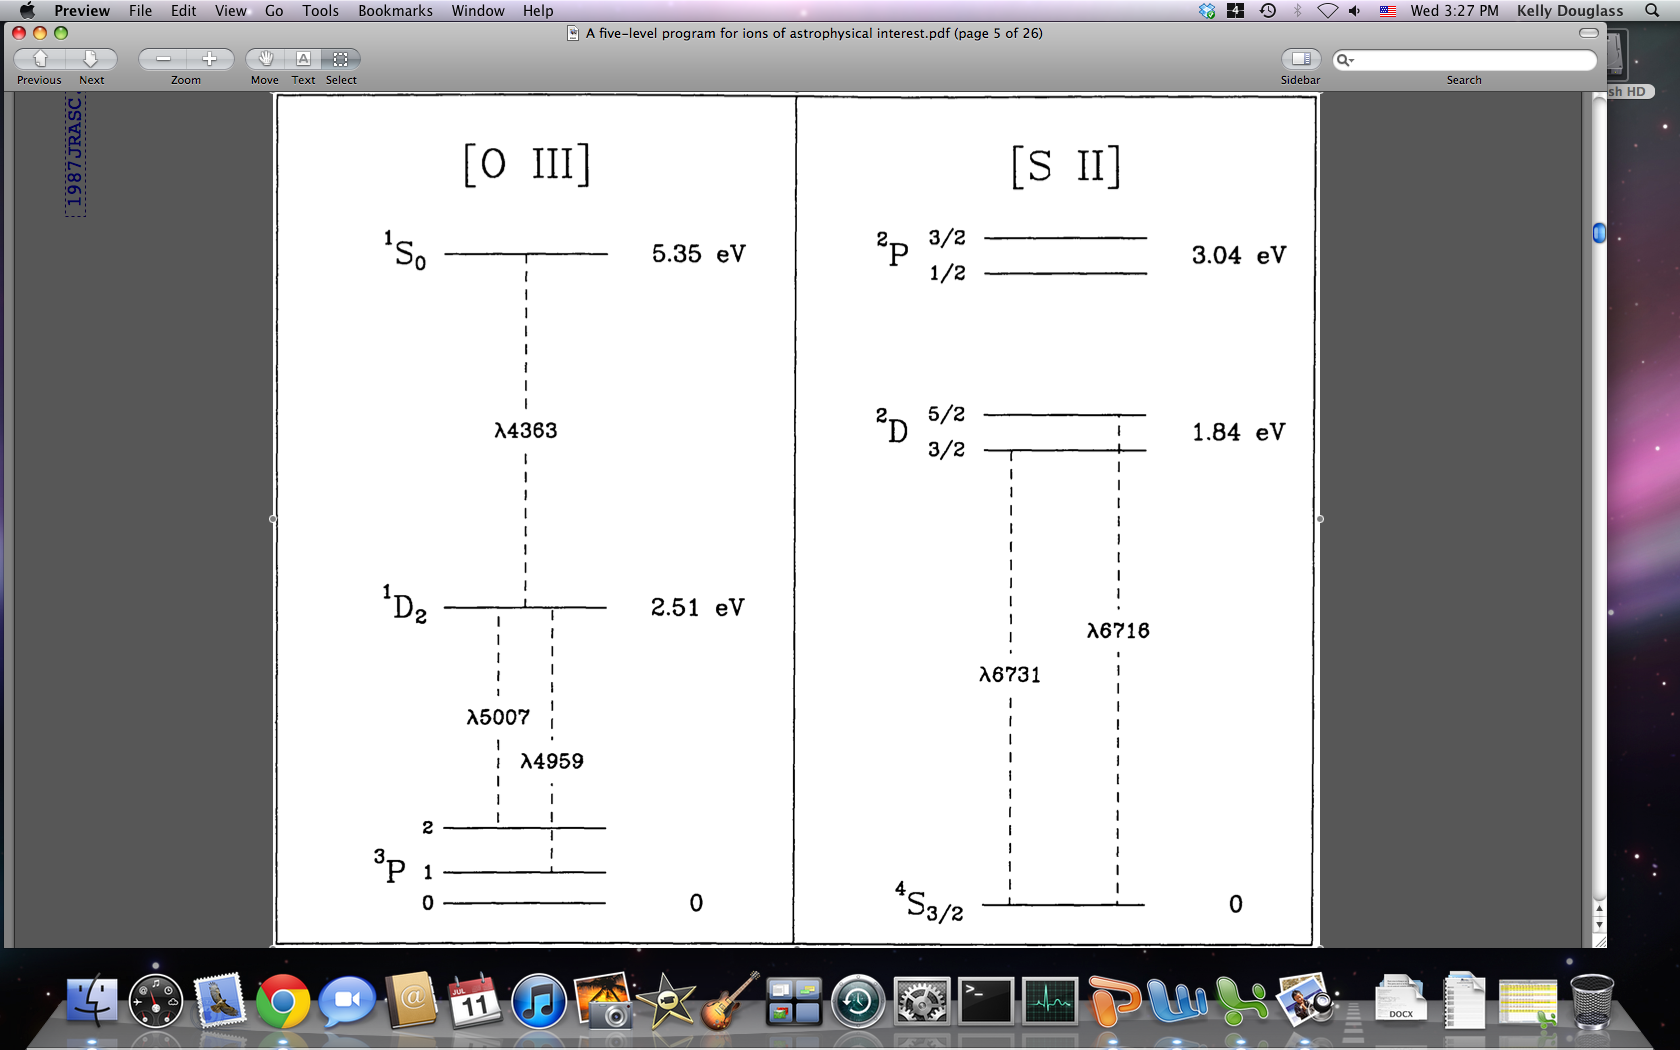 Preview File Edit View Go Tools Bookmarks Window Help
4
Wed 3:27 PM Kelly Douglass
A five-level program for ions of astrophysical interest.pdf (page 5 of 26)
Previous Next
Zoom
Move Text Select
Sidebar
Search
sh HD
1987JRASC
[O III]
¹S₀ 5.35 eV
λ4363
¹D₂ 2.51 eV
λ5007
λ4959
2
³P 1
0 0
[S II]
²P 3/2 3.04 eV
1/2
²D 5/2 1.84 eV
3/2
λ6716
λ6731
⁴S₃/₂ 0
JUL
11
DOCX